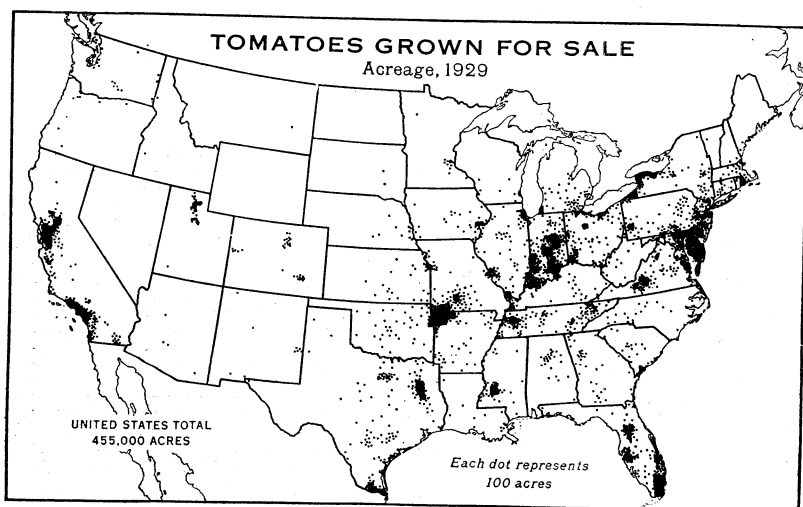 TOMATOES GROWN FOR SALE
Acreage, 1929
UNITED STATES TOTAL
455,000 ACRES
Each dot represents
100 acres